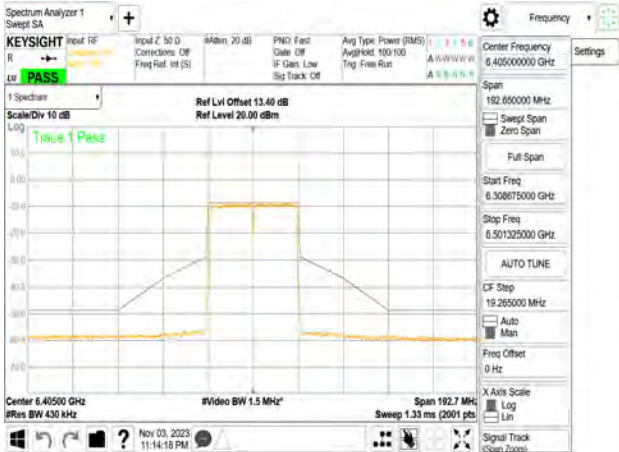 Spectrum Analyzer 1
Swept SA
+
Frequency
KEYSIGHT
Input: RF
Input Z: 50 Ω
#Atten: 20 dB
PNO: Fast
Avg Type: Power (RMS)
Corrections: Off
Gate: Off
Avg|Hold: 100/100
Freq Ref: Int (S)
IF Gain: Low
Trig: Free Run
Sig Track: Off
LV
PASS
Center Frequency
6.405000000 GHz
Settings
Span
192.650000 MHz
Swept Span
Zero Span
Full Span
Start Freq
6.308675000 GHz
Stop Freq
6.501325000 GHz
AUTO TUNE
CF Step
19.265000 MHz
Auto
Man
Freq Offset
0 Hz
X Axis Scale
Log
Lin
Signal Track
(Span Zoom)
1 Spectrum
Scale/Div 10 dB
Ref Lvl Offset 13.40 dB
Ref Level 20.00 dBm
Log
Trace 1 Pass
Center 6.40500 GHz
#Video BW 1.5 MHz*
Span 192.7 MHz
#Res BW 430 kHz
Sweep 1.33 ms (2001 pts)
?
Nov 03, 2023
11:14:18 PM